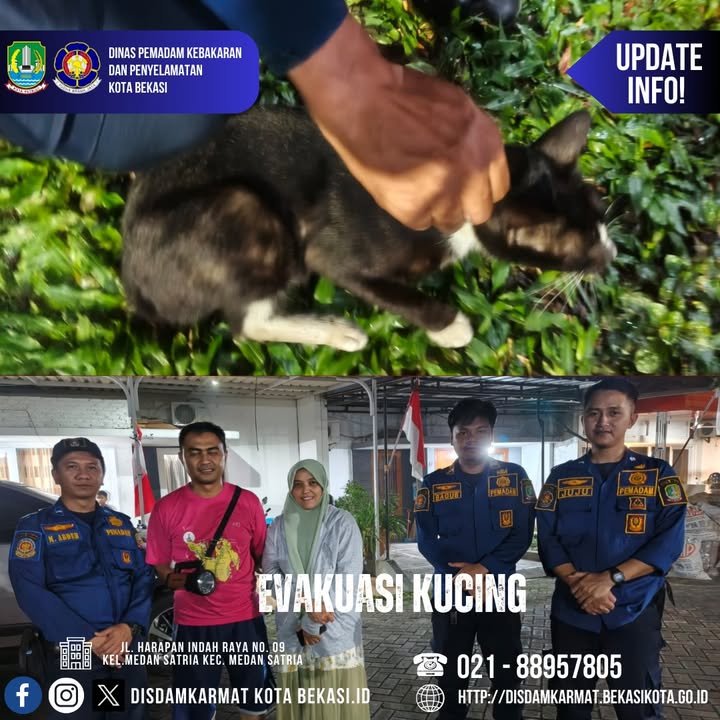 DINAS PEMADAM KEBAKARAN
DAN PENYELAMATAN
KOTA BEKASI
UPDATE
INFO!
PEMADAM
BAGUS
PEMADAM
JUJU
PEMADAM
EVAKUASI KUCING
JL. HARAPAN INDAH RAYA NO. 09
KEL.MEDAN SATRIA KEC. MEDAN SATRIA
021 - 88957805
DISDAMKARMAT KOTA BEKASI.ID
HTTP://DISDAMKARMAT.BEKASIKOTA.GO.ID